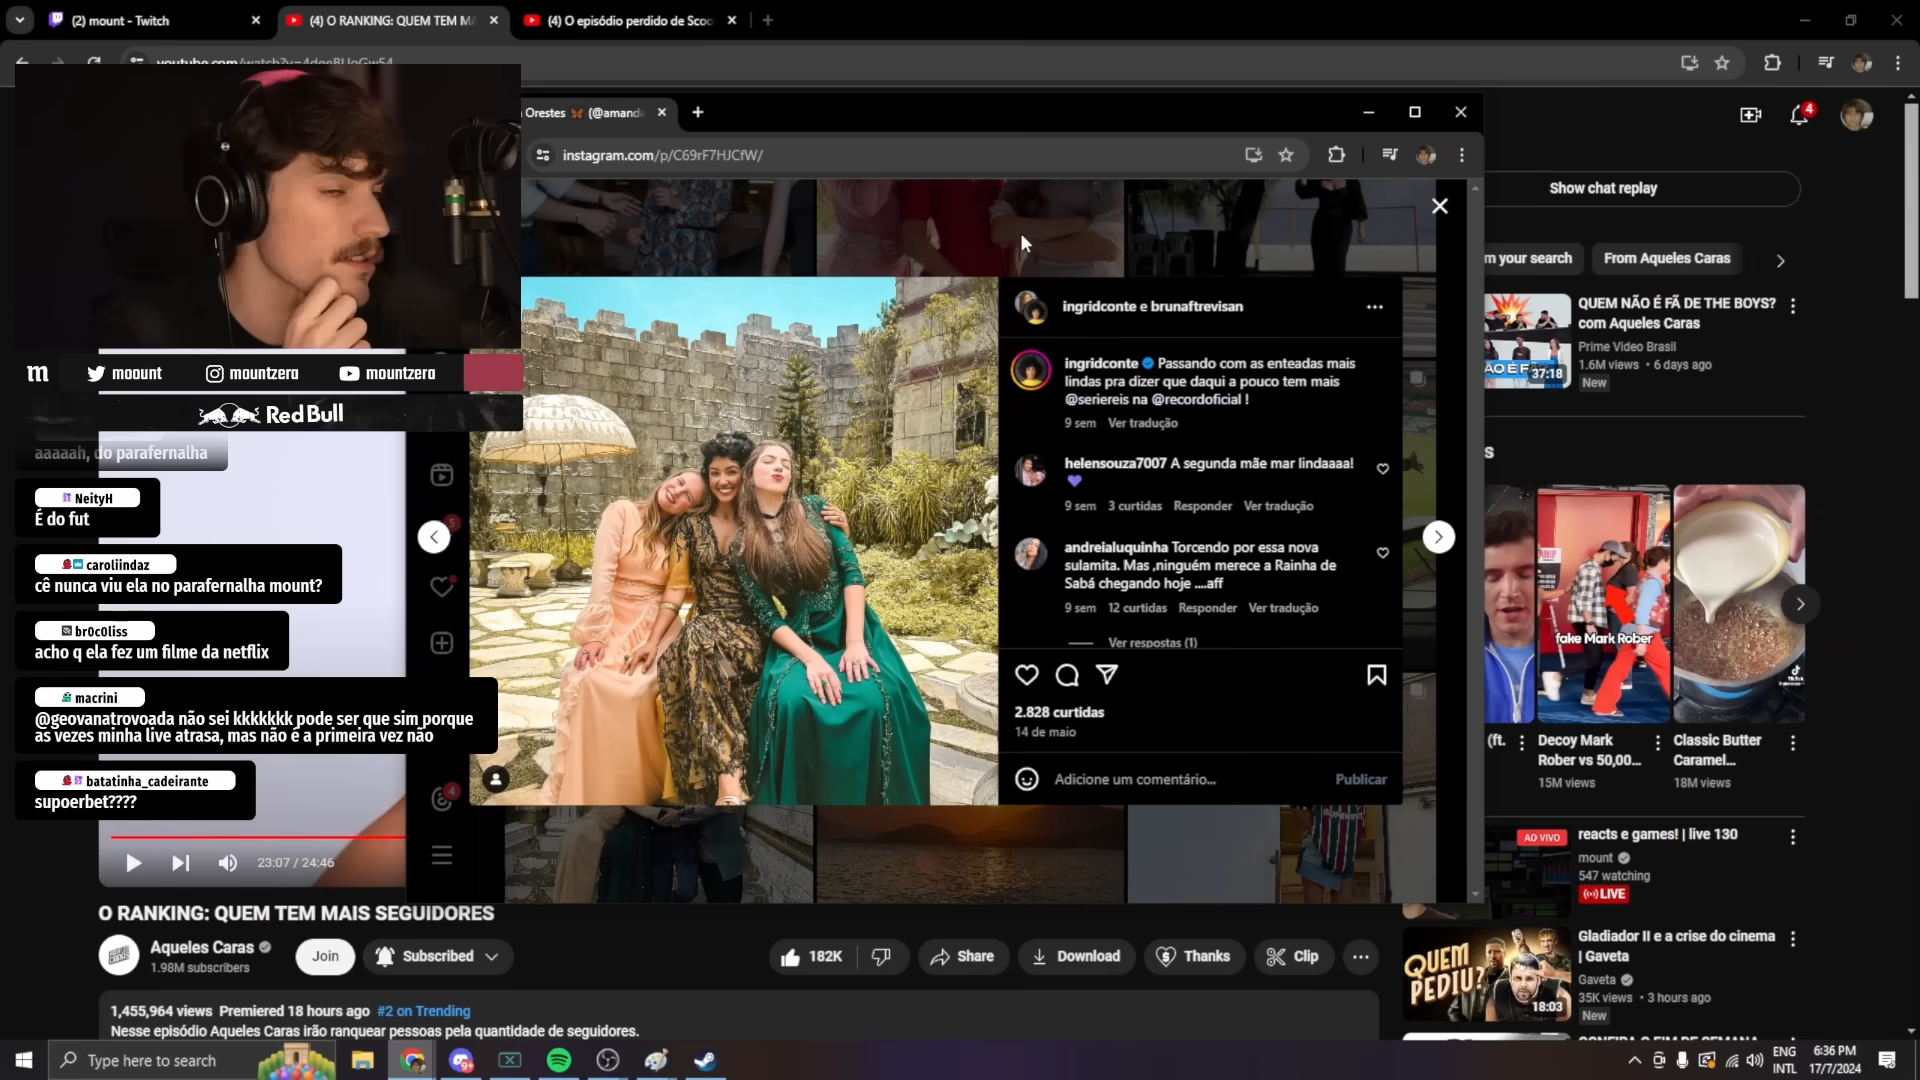 (2) mount - Twitch
(4) O RANKING: QUEM TEM MA
(4) O episódio perdido de Scoo
youtube.com/watch?v=4deeBUoGw54
Orestes 🦋 (@amanda
instagram.com/p/C69rF7HJCfW/
4
Show chat replay
m your search
From Aqueles Caras
m
moount
mountzera
mountzera
Red Bull
aaaaah, do parafernalha
NeityH
É do fut
caroliindaz
cê nunca viu ela no parafernalha mount?
br0c0liss
acho q ela fez um filme da netflix
macrini
@geovanatrovoada não sei kkkkkkk pode ser que sim porque
as vezes minha live atrasa, mas não é a primeira vez não
batatinha_cadeirante
supoerbet????
5
4
23:07 / 24:46
ingridconte e brunaftrevisan
ingridconte Passando com as enteadas mais
lindas pra dizer que daqui a pouco tem mais
@seriereis na @recordoficial !
9 sem Ver tradução
helensouza7007 A segunda mãe mar lindaaaa!
💜
9 sem 3 curtidas Responder Ver tradução
andreialuquinha Torcendo por essa nova
sulamita. Mas ,ninguém merece a Rainha de
Sabá chegando hoje ....aff
9 sem 12 curtidas Responder Ver tradução
Ver respostas (1)
2.828 curtidas
14 de maio
Adicione um comentário...
Publicar
37:18
QUEM NÃO É FÃ DE THE BOYS?
com Aqueles Caras
Prime Video Brasil
1.6M views • 6 days ago
New
s
fake Mark Rober
(ft.
Decoy Mark
Rober vs 50,00...
15M views
Classic Butter
Caramel...
18M views
AO VIVO
reacts e games! | live 130
mount
547 watching
LIVE
QUEM
PEDIU?
18:03
Gladiador II e a crise do cinema
| Gaveta
Gaveta
35K views • 3 hours ago
New
O RANKING: QUEM TEM MAIS SEGUIDORES
Aqueles Caras
1.98M subscribers
Join
Subscribed
182K
Share
Download
Thanks
Clip
1,455,964 views Premiered 18 hours ago #2 on Trending
Nesse episódio Aqueles Caras irão ranquear pessoas pela quantidade de seguidores.
Type here to search
9+
ENG
INTL
6:36 PM
17/7/2024